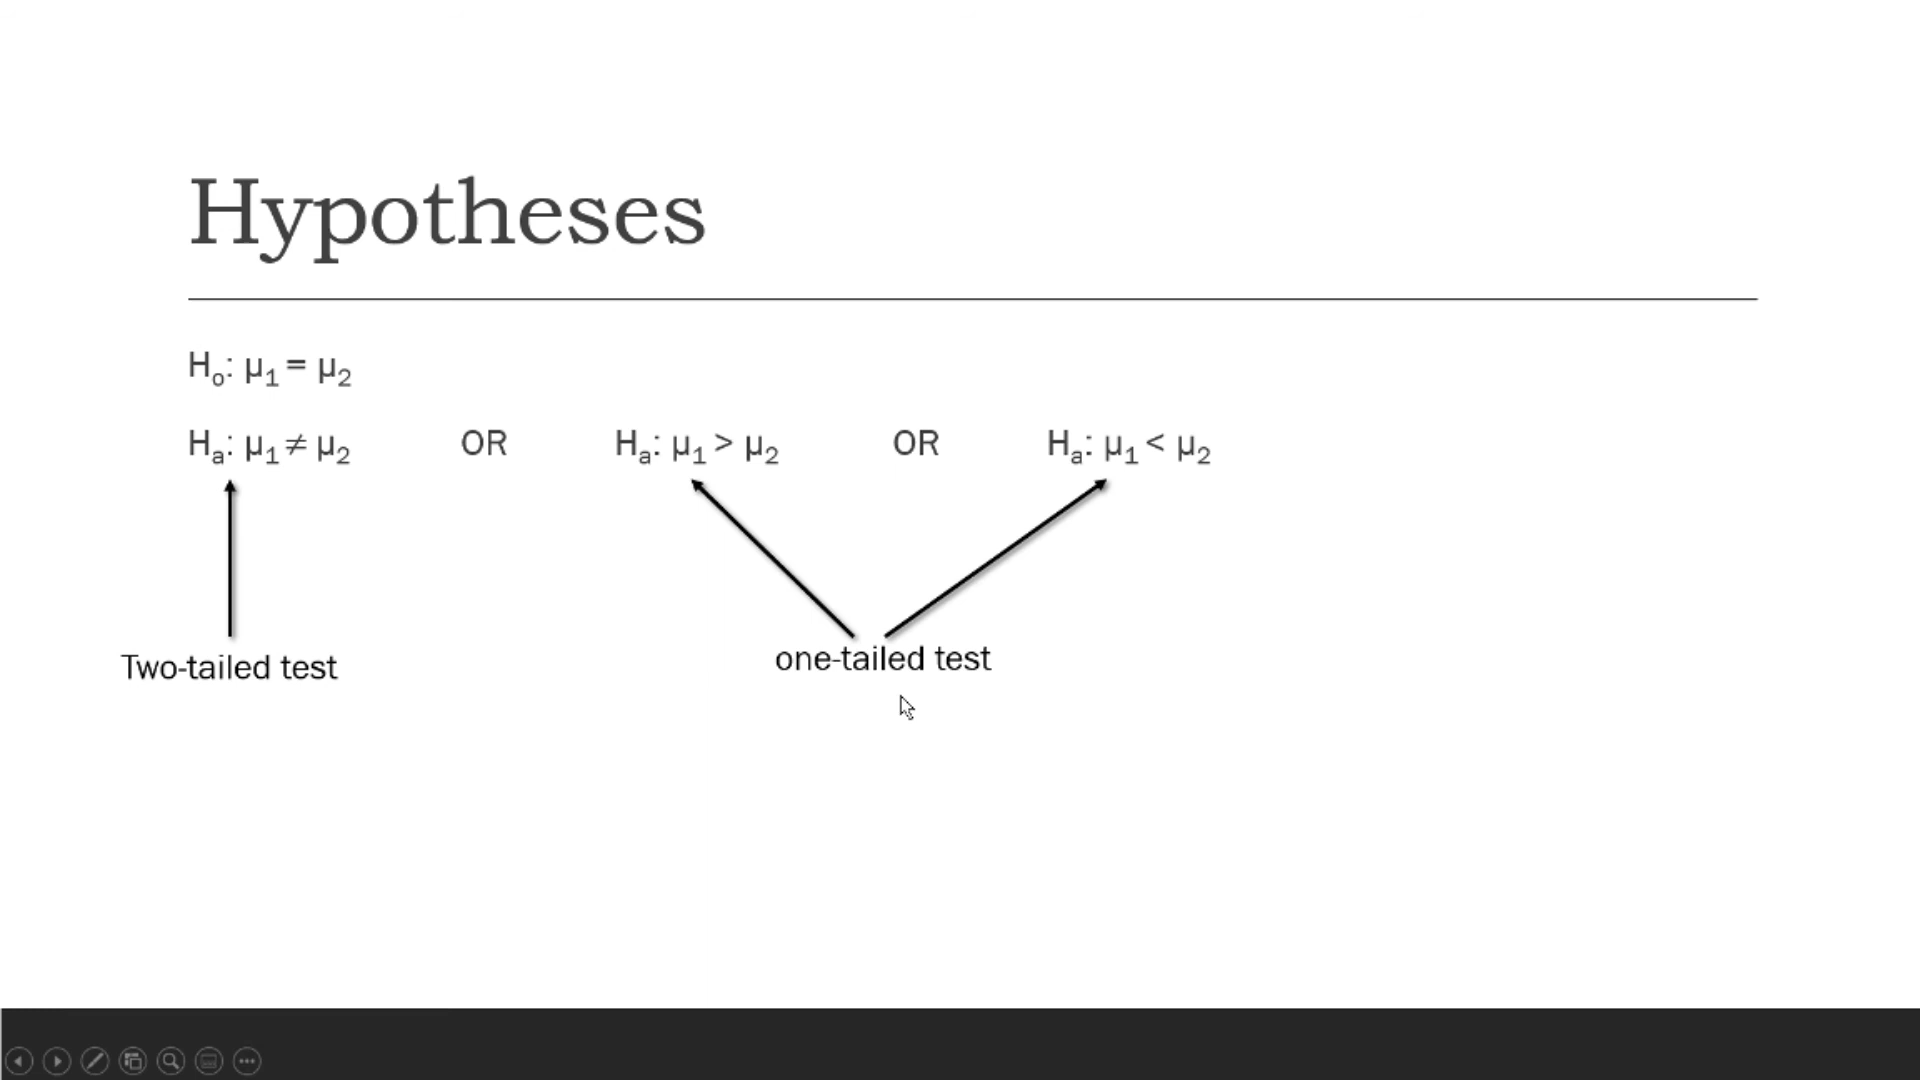 Hypotheses
Hₒ: μ₁ = μ₂
Hₐ: μ₁ ≠ μ₂ OR Hₐ: μ₁ > μ₂ OR Hₐ: μ₁ < μ₂
Two-tailed test
one-tailed test